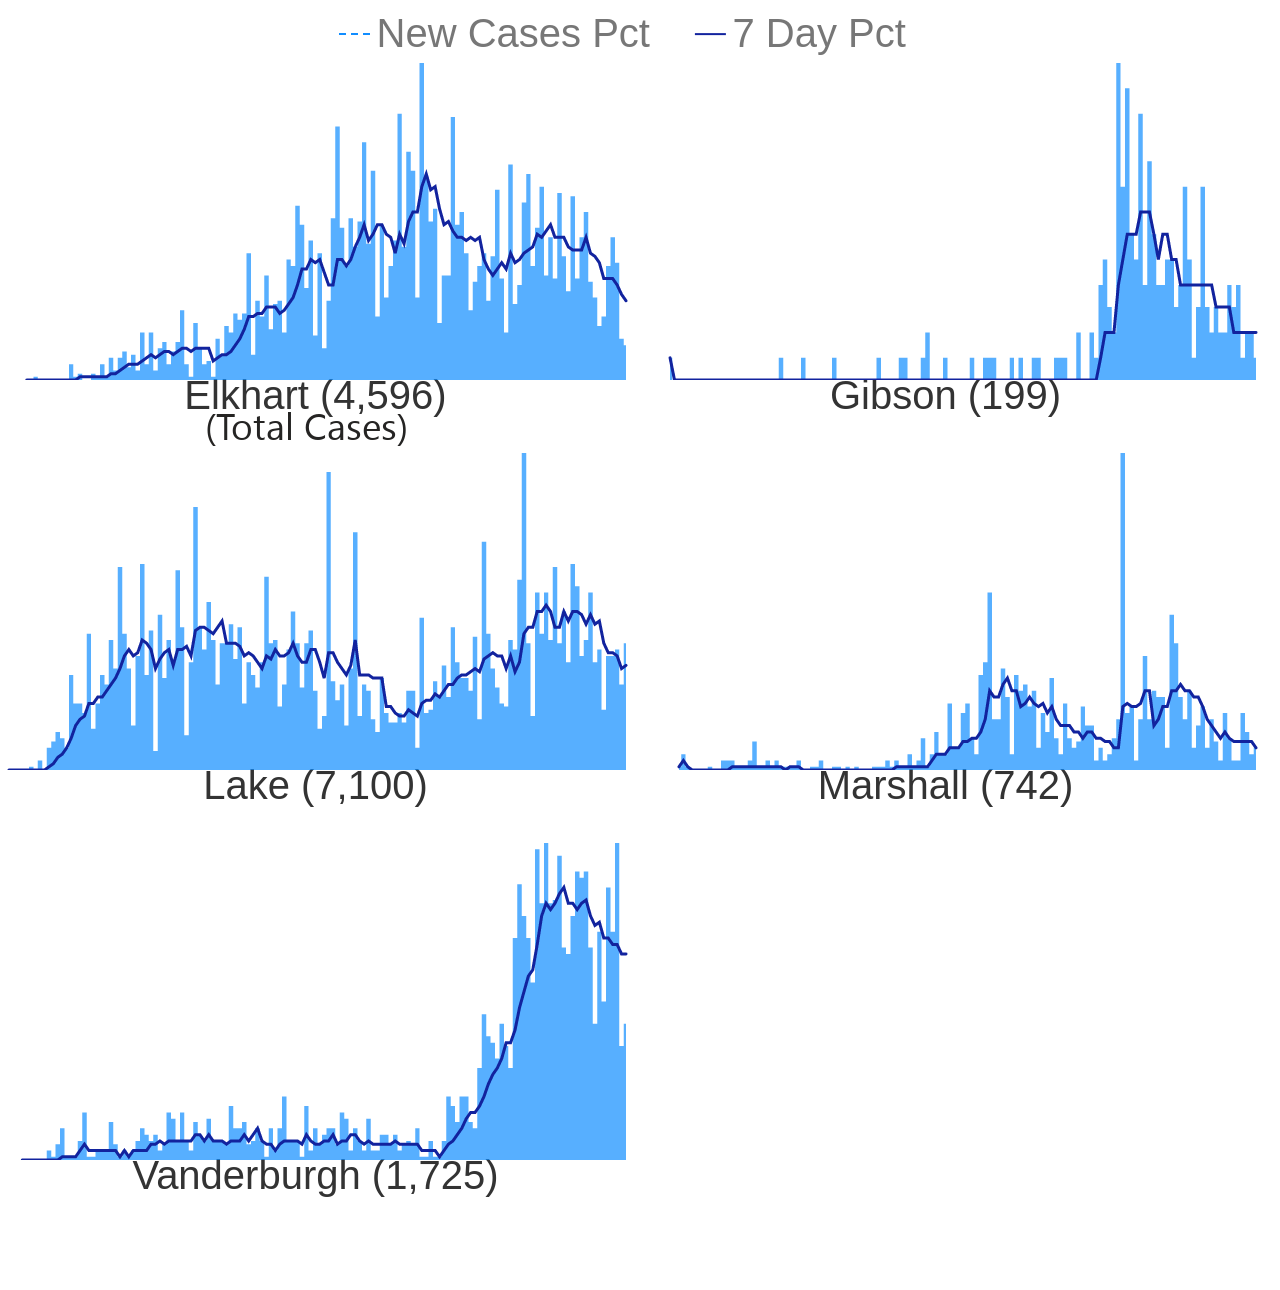 New Cases Pct 7 Day Pct
Elkhart (4,596)
(Total Cases)
Gibson (199)
Lake (7,100)
Marshall (742)
Vanderburgh (1,725)